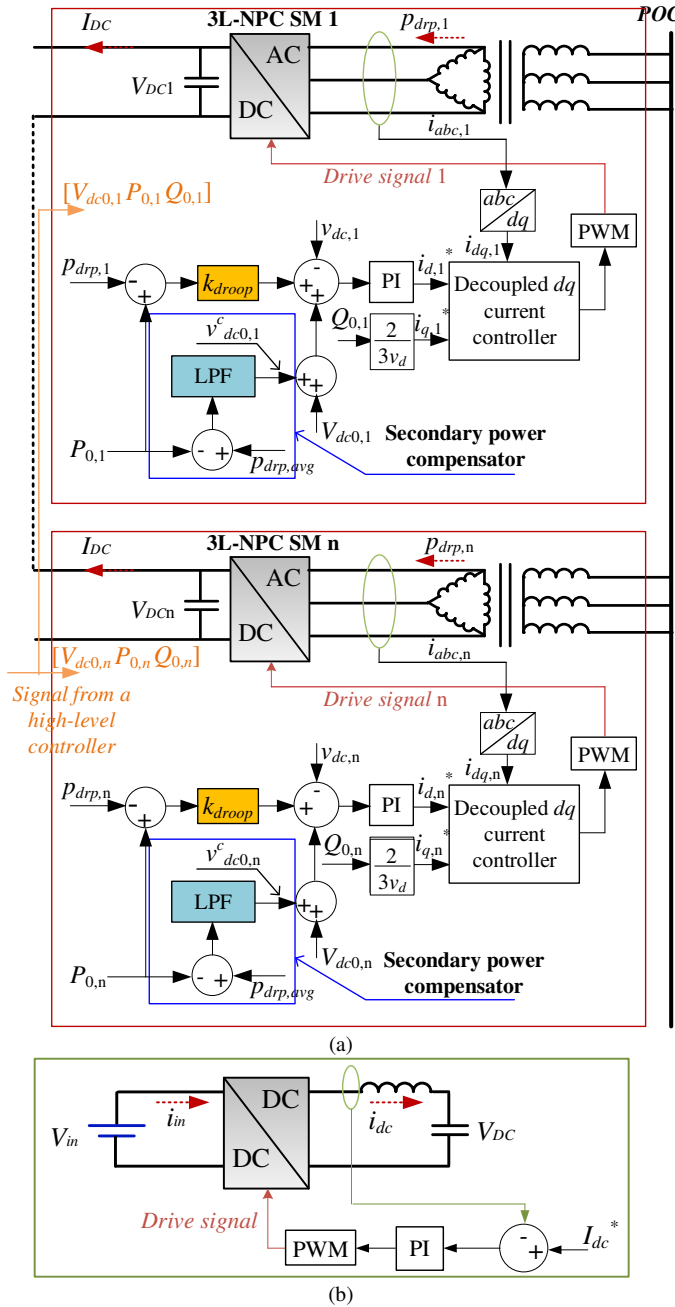 3L-NPC SM 1
POC
I_DC
p_drp,1
AC
DC
V_DC1
i_abc,1
Drive signal 1
[V_dc0,1 P_0,1 Q_0,1]
abc
dq
PWM
v_dc,1
i_dq,1
p_drp,1
-
+
k_droop
-
+
+
PI
i_d,1*
Decoupled dq
current
controller
Q_0,1
2
3v_d
i_q,1*
v^c_dc0,1
LPF
+
+
V_dc0,1
Secondary power
compensator
P_0,1
-
+
p_drp,avg
3L-NPC SM n
I_DC
p_drp,n
AC
DC
V_DCn
i_abc,n
[V_dc0,n P_0,n Q_0,n]
Signal from a
high-level
controller
Drive signal n
abc
dq
PWM
v_dc,n
i_dq,n
p_drp,n
-
+
k_droop
-
+
+
PI
i_d,n*
Decoupled dq
current
controller
Q_0,n
2
3v_d
i_q,n*
v^c_dc0,n
LPF
+
+
V_dc0,n
Secondary power
compensator
P_0,n
-
+
p_drp,avg
(a)
V_in
i_in
DC
DC
i_dc
V_DC
Drive signal
PWM
PI
-
+
I_dc*
(b)